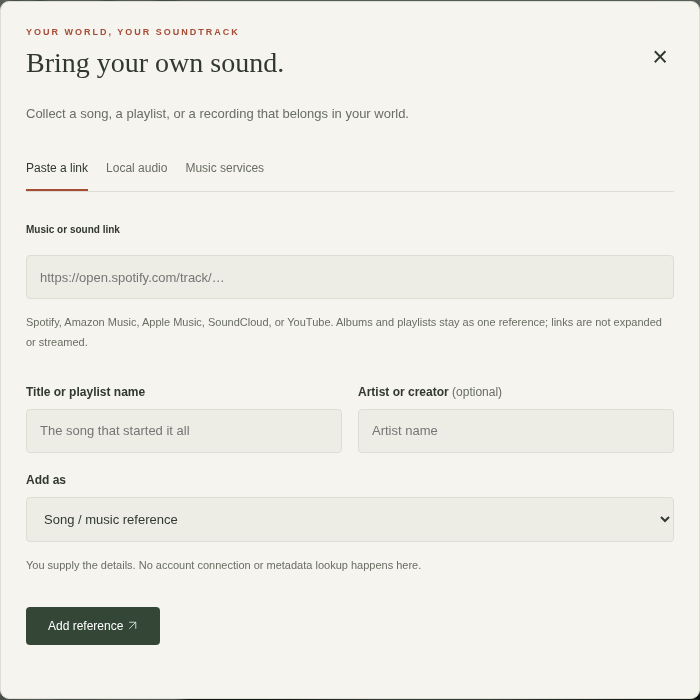 YOUR WORLD, YOUR SOUNDTRACK
Bring your own sound.
×
Collect a song, a playlist, or a recording that belongs in your world.
Paste a link Local audio Music services
Music or sound link
https://open.spotify.com/track/…
Spotify, Amazon Music, Apple Music, SoundCloud, or YouTube. Albums and playlists stay as one reference; links are not expanded
or streamed.
Title or playlist name Artist or creator (optional)
The song that started it all Artist name
Add as
Song / music reference
You supply the details. No account connection or metadata lookup happens here.
Add reference ↗